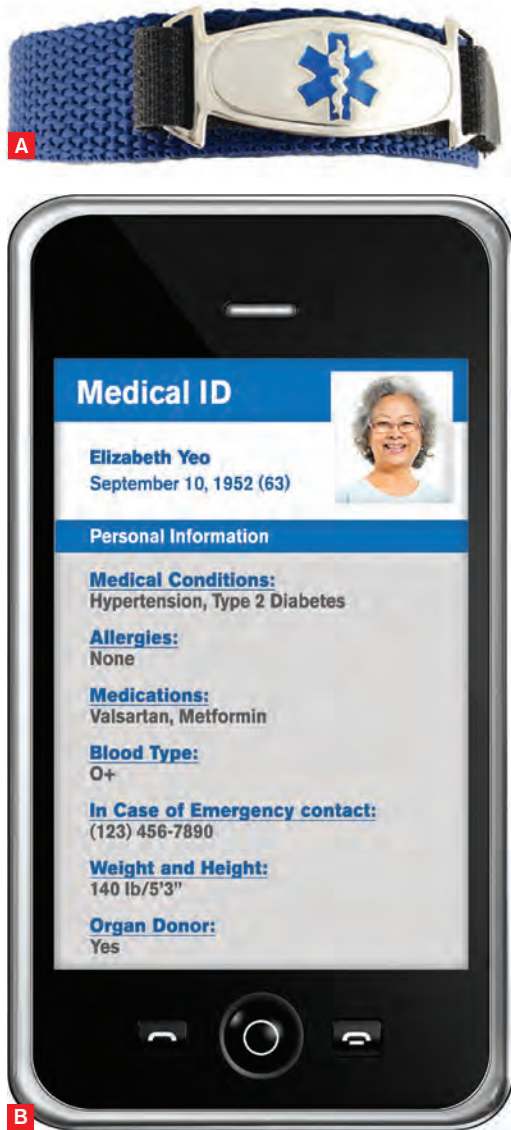 A
Medical ID
Elizabeth Yeo
September 10, 1952 (63)
Personal Information
Medical Conditions:
Hypertension, Type 2 Diabetes
Allergies:
None
Medications:
Valsartan, Metformin
Blood Type:
O+
In Case of Emergency contact:
(123) 456-7890
Weight and Height:
140 lb/5'3”
Organ Donor:
Yes
B